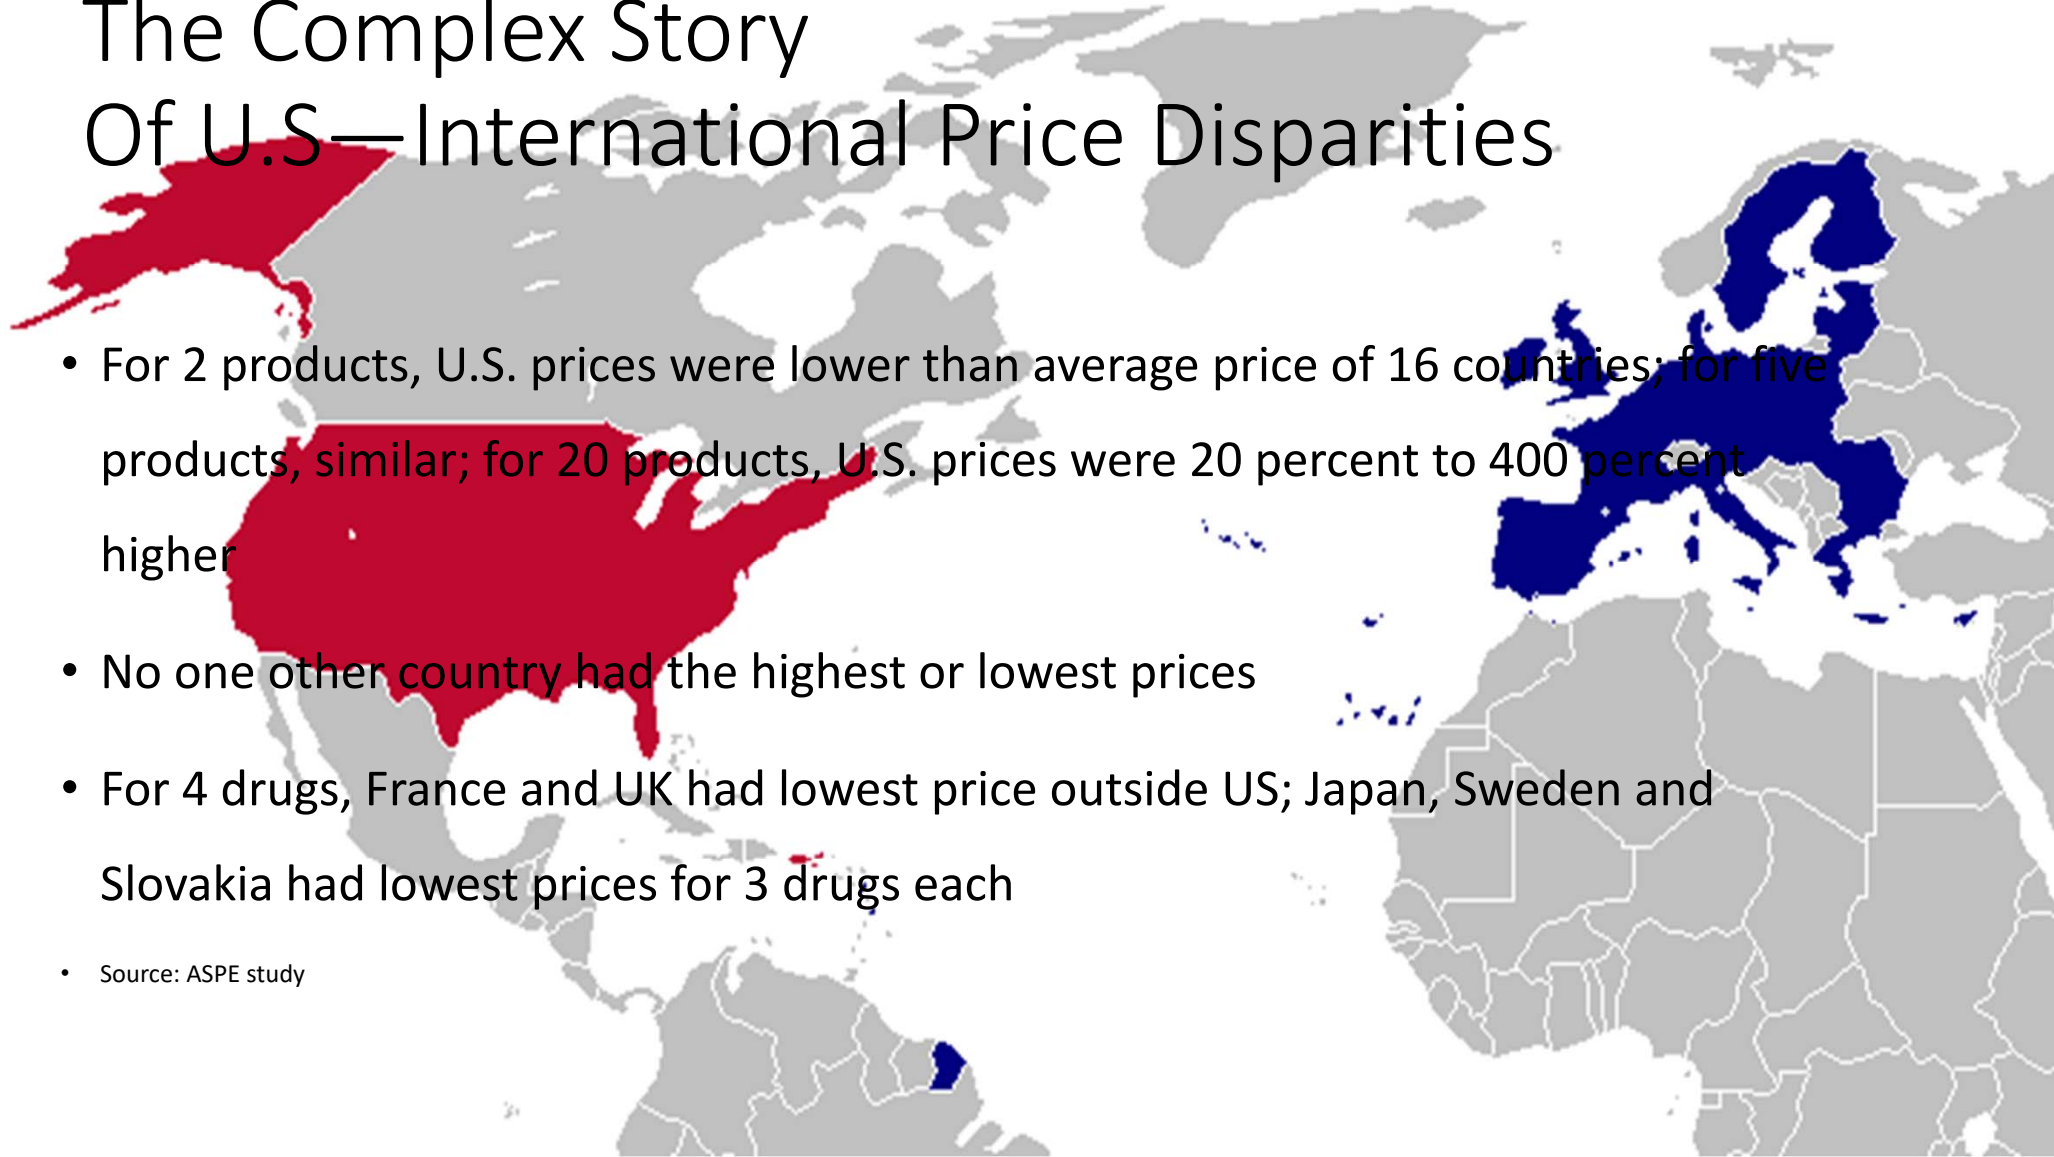 The Complex Story
Of U.S—International Price Disparities
• For 2 products, U.S. prices were lower than average price of 16 countries; for five
products, similar; for 20 products, U.S. prices were 20 percent to 400 percent
higher
• No one other country had the highest or lowest prices
• For 4 drugs, France and UK had lowest price outside US; Japan, Sweden and
Slovakia had lowest prices for 3 drugs each
• Source: ASPE study